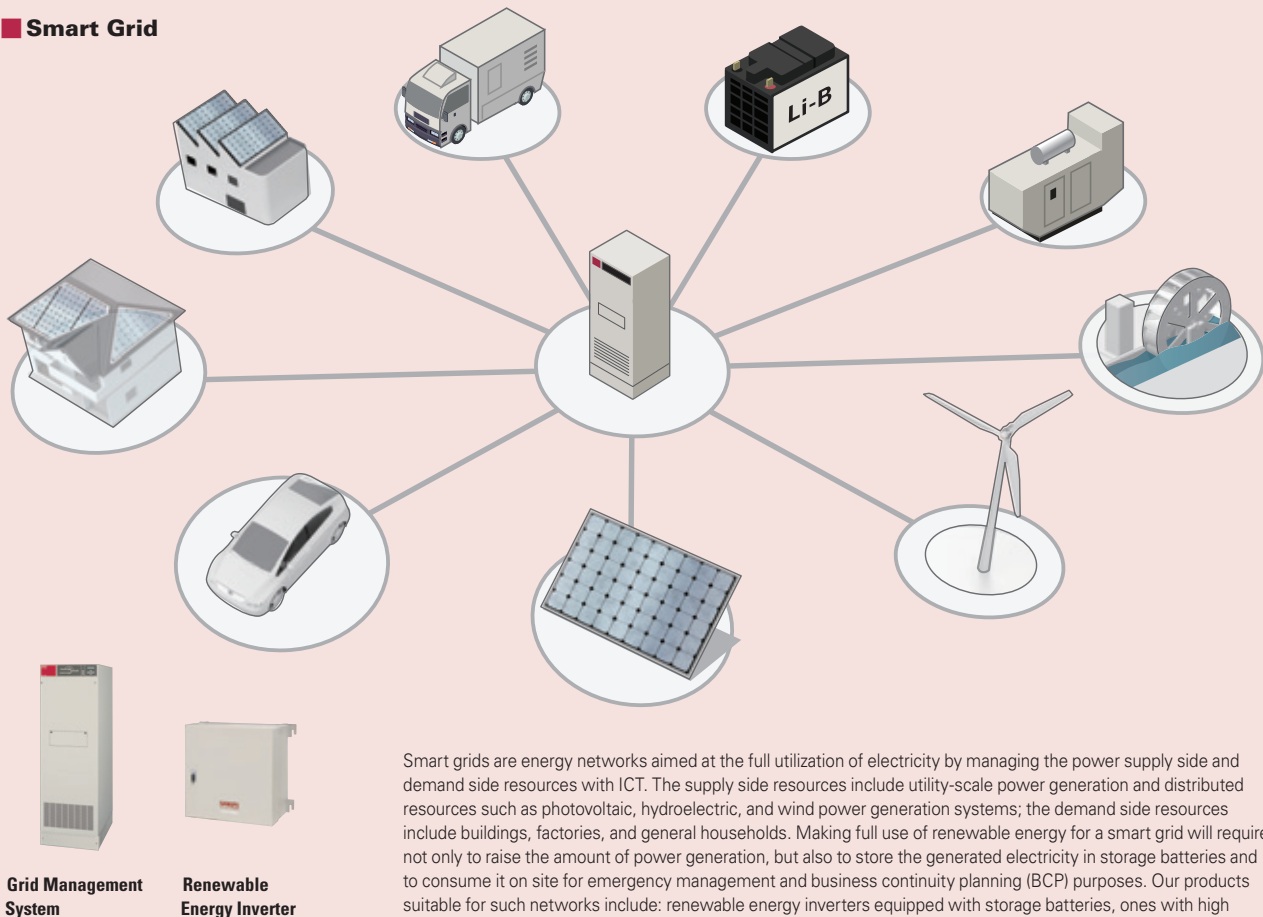 Smart Grid
Li-B
Grid Management
System
Renewable
Energy Inverter
Smart grids are energy networks aimed at the full utilization of electricity by managing the power supply side and
demand side resources with ICT. The supply side resources include utility-scale power generation and distributed
resources such as photovoltaic, hydroelectric, and wind power generation systems; the demand side resources
include buildings, factories, and general households. Making full use of renewable energy for a smart grid will require
not only to raise the amount of power generation, but also to store the generated electricity in storage batteries and
to consume it on site for emergency management and business continuity planning (BCP) purposes. Our products
suitable for such networks include: renewable energy inverters equipped with storage batteries, ones with high